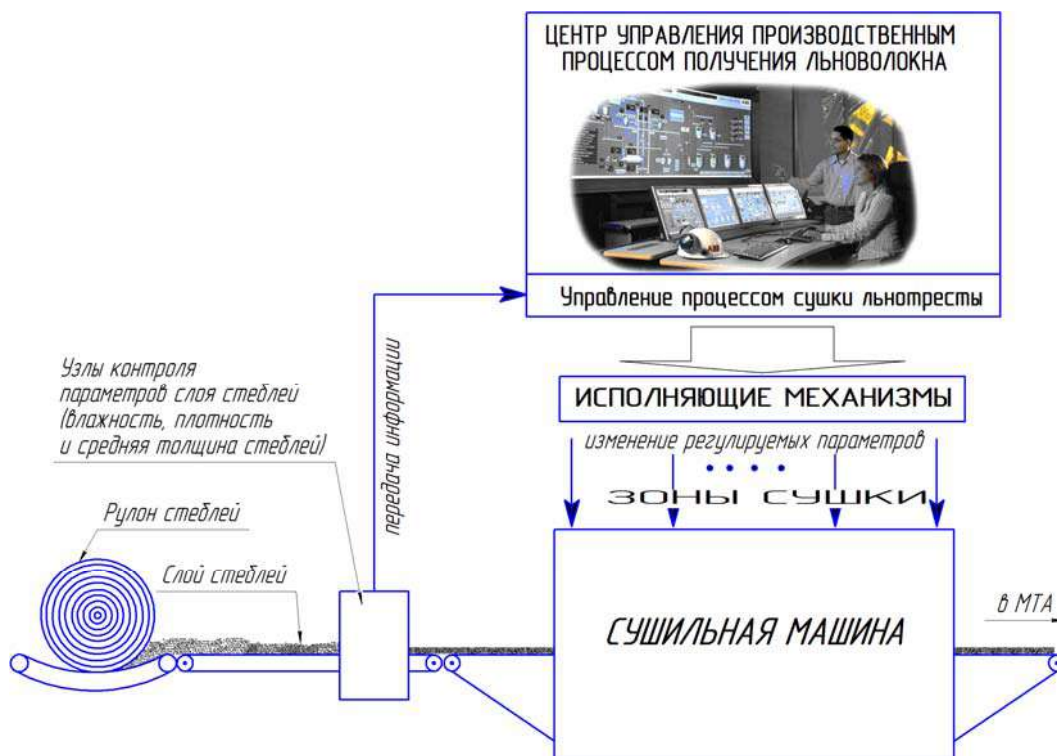 ЦЕНТР УПРАВЛЕНИЯ ПРОИЗВОДСТВЕННЫМ
ПРОЦЕССОМ ПОЛУЧЕНИЯ ЛЬНОВОЛОКНА
ABB
Управление процессом сушки льнотресты
Узлы контроля
параметров слоя стеблей
(влажность, плотность
и средняя толщина стеблей)
передача информации
ИСПОЛНЯЮЩИЕ МЕХАНИЗМЫ
изменение регулируемых параметров
ЗОНЫ СУШКИ
Рулон стеблей
Слой стеблей
в МТА
СУШИЛЬНАЯ МАШИНА